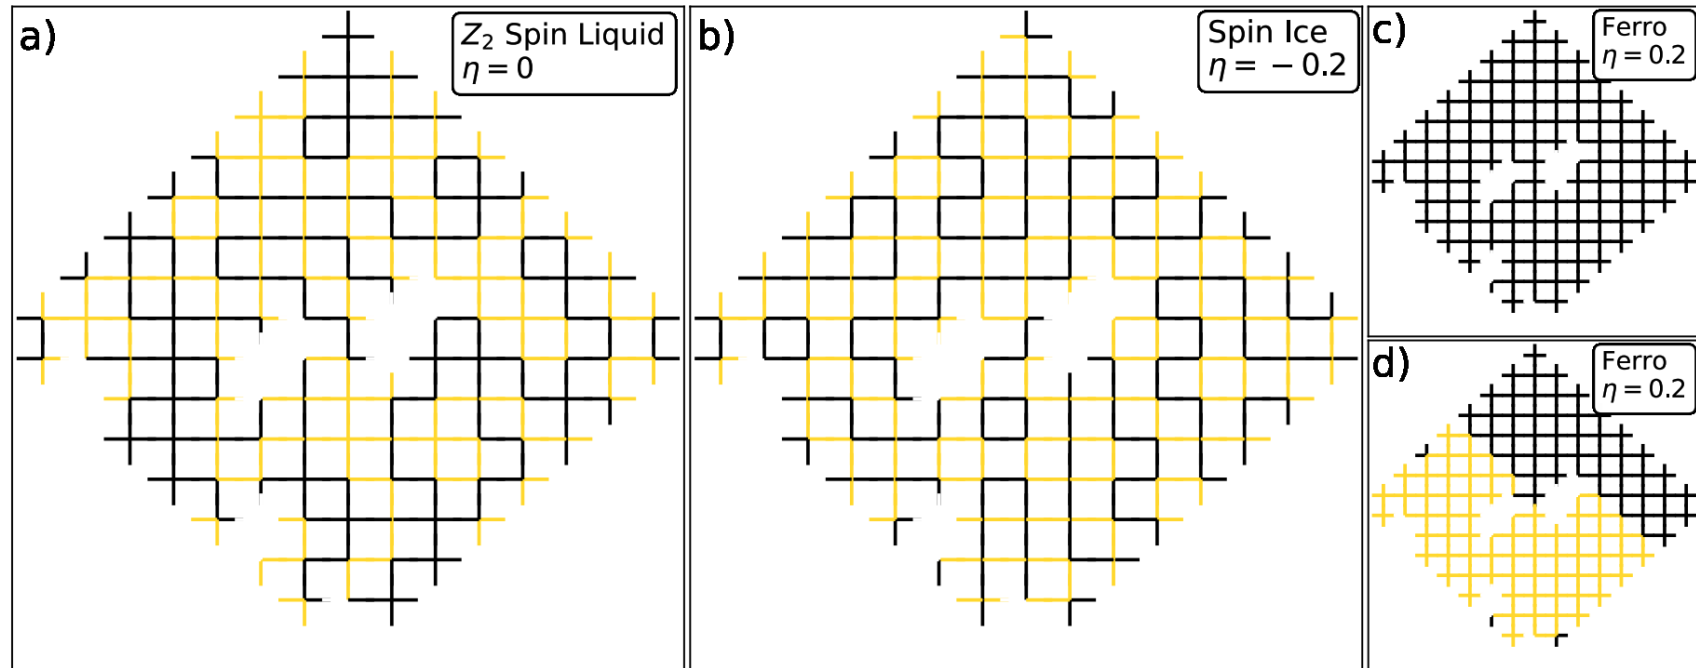 a)
Z₂ Spin Liquid
η = 0
b)
Spin Ice
η = − 0.2
c)
Ferro
η = 0.2
d)
Ferro
η = 0.2